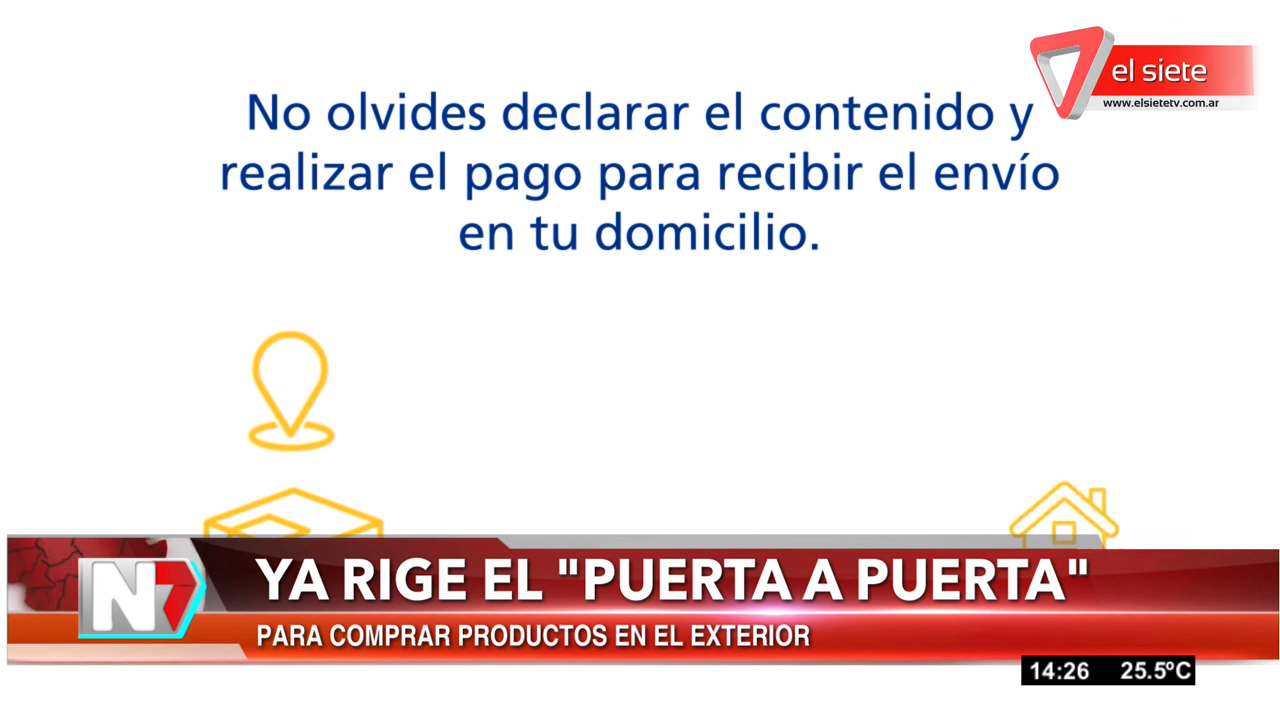 el siete
www.elsietetv.com.ar
No olvides declarar el contenido y
realizar el pago para recibir el envío
en tu domicilio.
N7
YA RIGE EL "PUERTA A PUERTA"
PARA COMPRAR PRODUCTOS EN EL EXTERIOR
14:26 25.5ºC